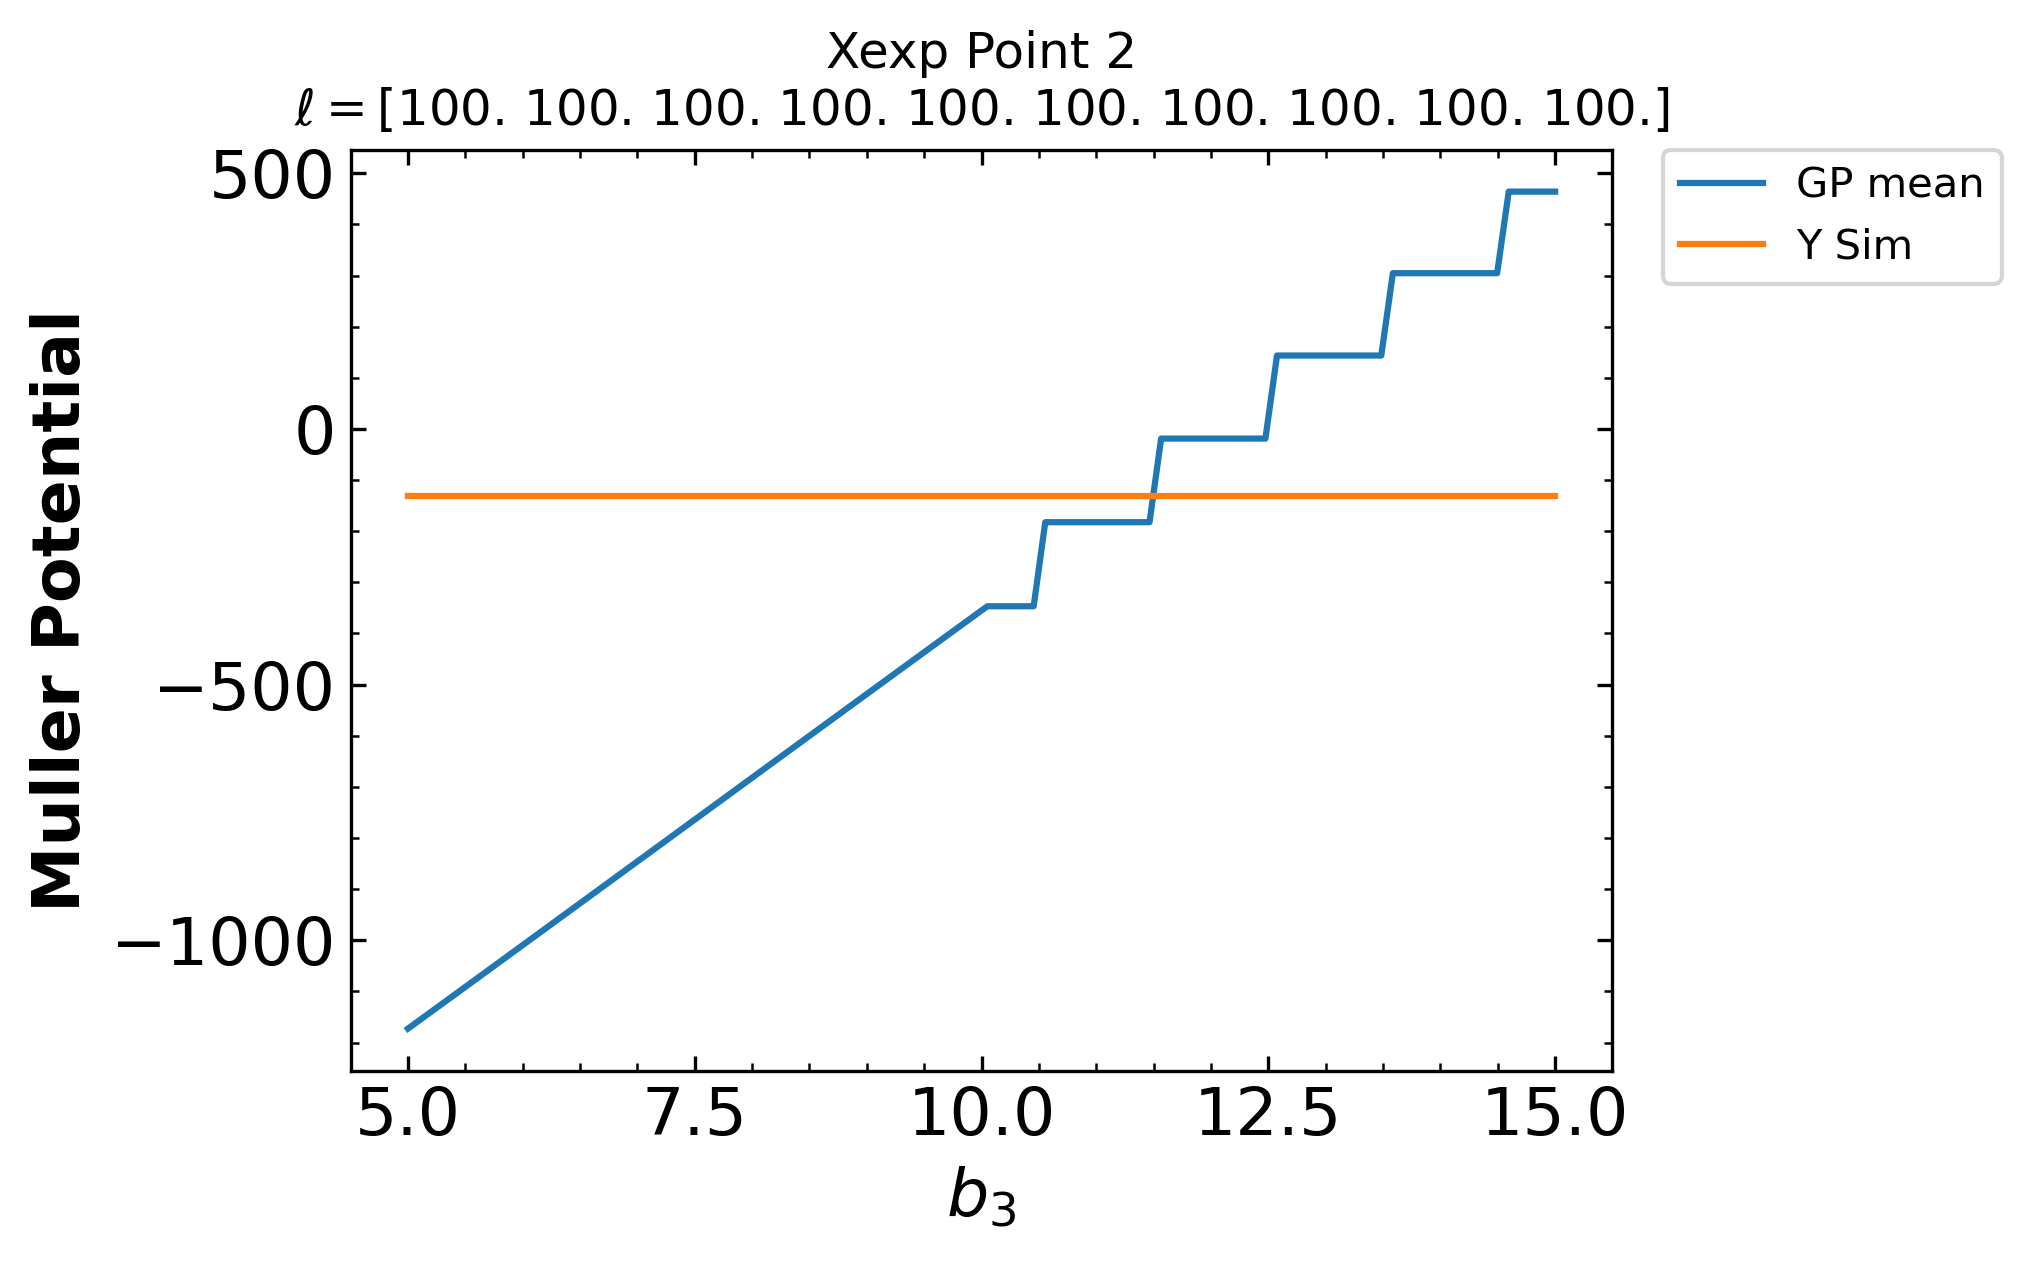 Xexp Point 2
ℓ = [100. 100. 100. 100. 100. 100. 100. 100. 100. 100.]
500
0
−500
−1000
Muller Potential
5.0 7.5 10.0 12.5 15.0
b₃
GP mean
Y Sim